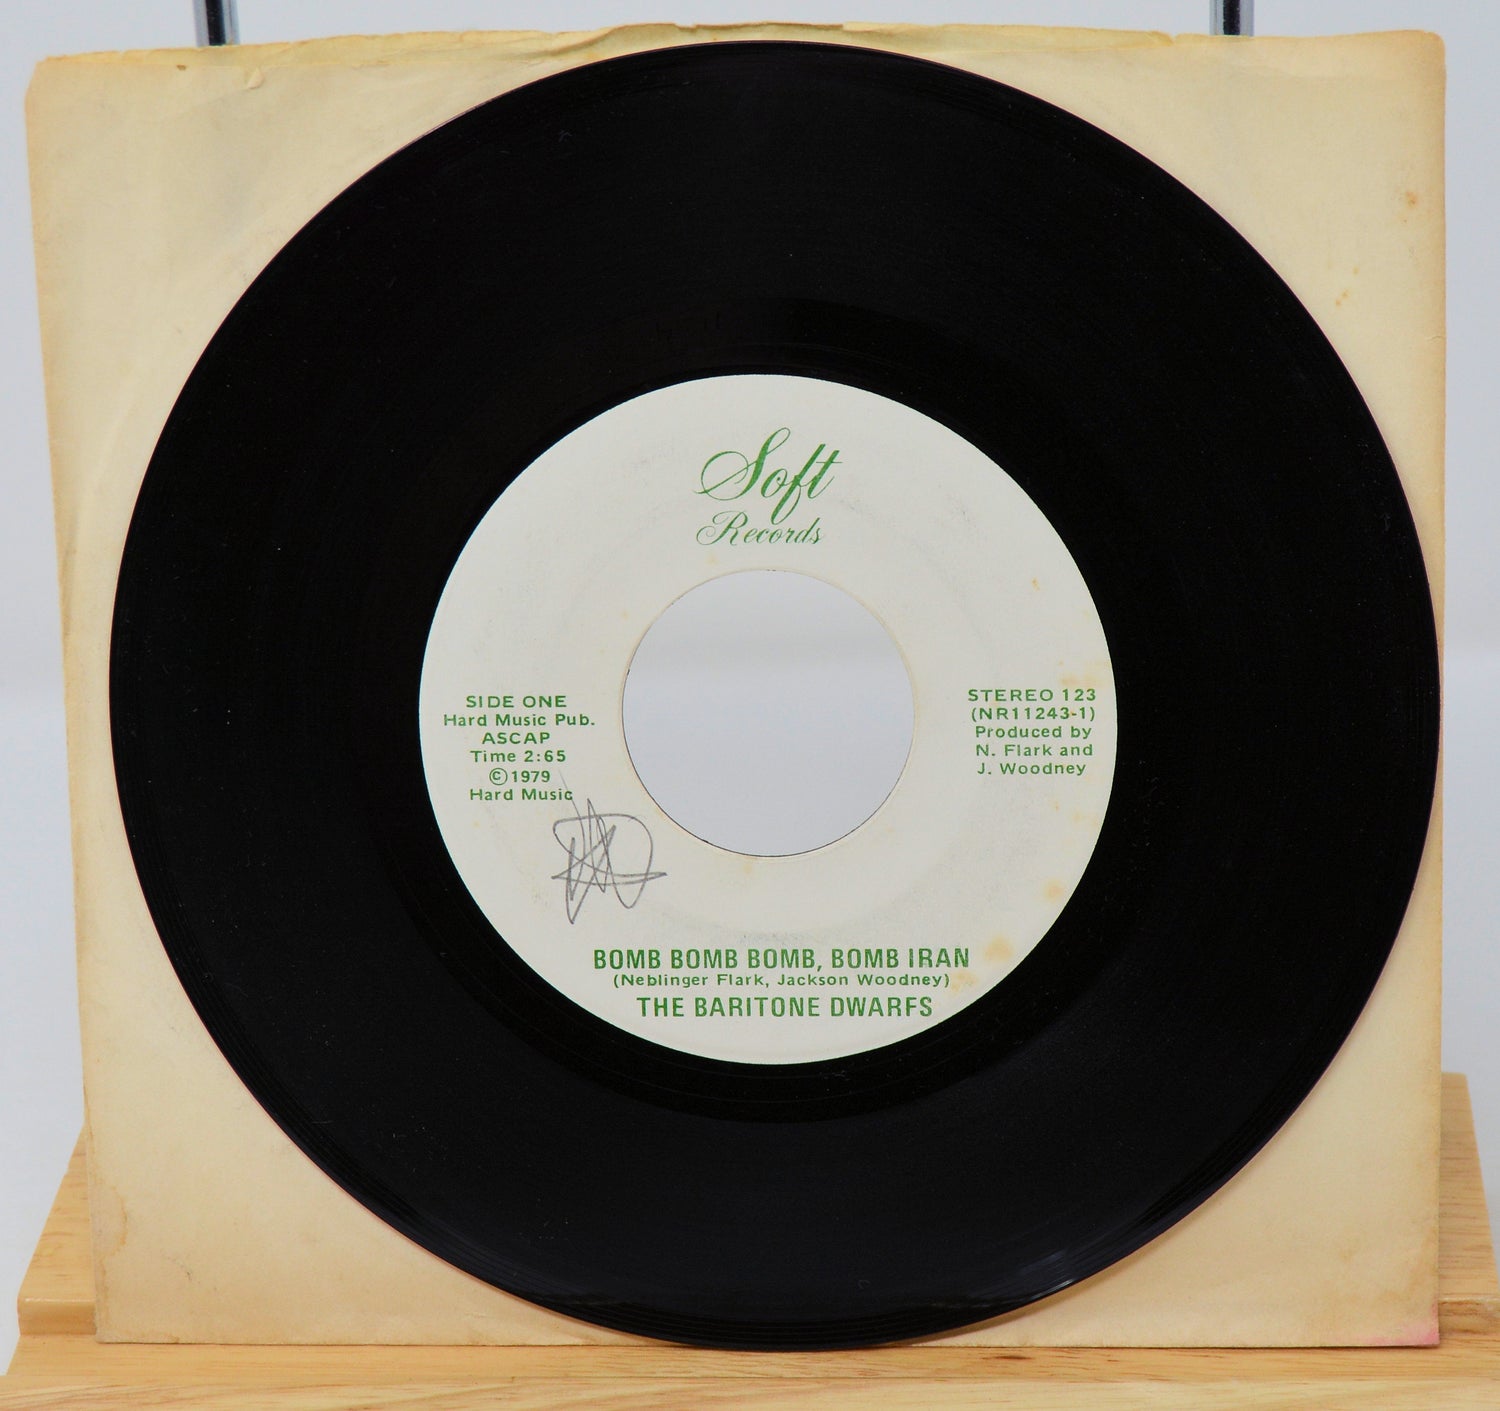 Soft
Records
SIDE ONE
Hard Music Pub.
ASCAP
Time 2:65
©1979
Hard Music
STEREO 123
(NR11243-1)
Produced by
N. Flark and
J. Woodney
BOMB BOMB BOMB, BOMB IRAN
(Neblinger Flark, Jackson Woodney)
THE BARITONE DWARFS